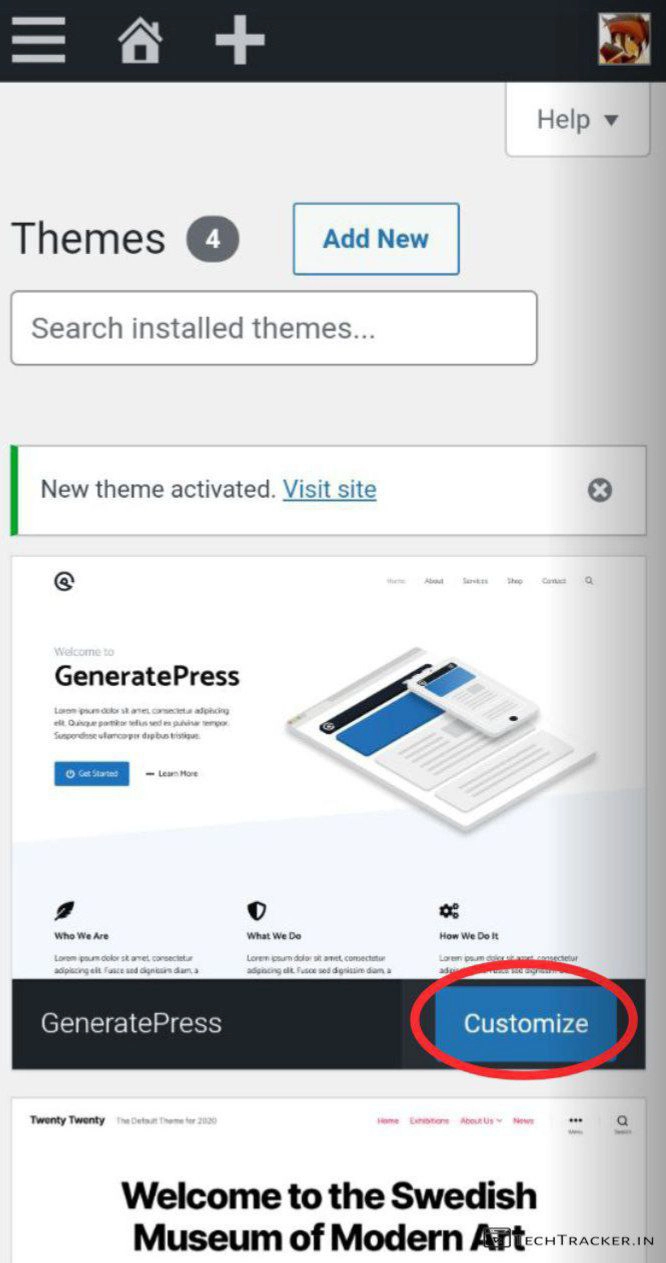 Help
Themes 4 Add New
Search installed themes...
New theme activated. Visit site
Home About Services Shop Contact
Welcome to
GeneratePress
Lorem ipsum dolor sit amet, consectetur adipiscing
elit. Quisque porttitor tellus sed ex pulvinar tempor.
Suspendisse ullamcorper dapibus tristique.
Get Started Learn More
Who We Are What We Do How We Do It
Lorem ipsum dolor sit amet, consectetur Lorem ipsum dolor sit amet, consectetur Lorem ipsum dolor sit amet, consectetur
adipiscing elit. Fusce sed dignissim diam, a adipiscing elit. Fusce sed dignissim diam, a
GeneratePress Customize
Twenty Twenty The Default Theme for 2020 Home Exhibitions About Us News Menu Search
Welcome to the Swedish
Museum of Modern Art
TECHTRACKER.IN